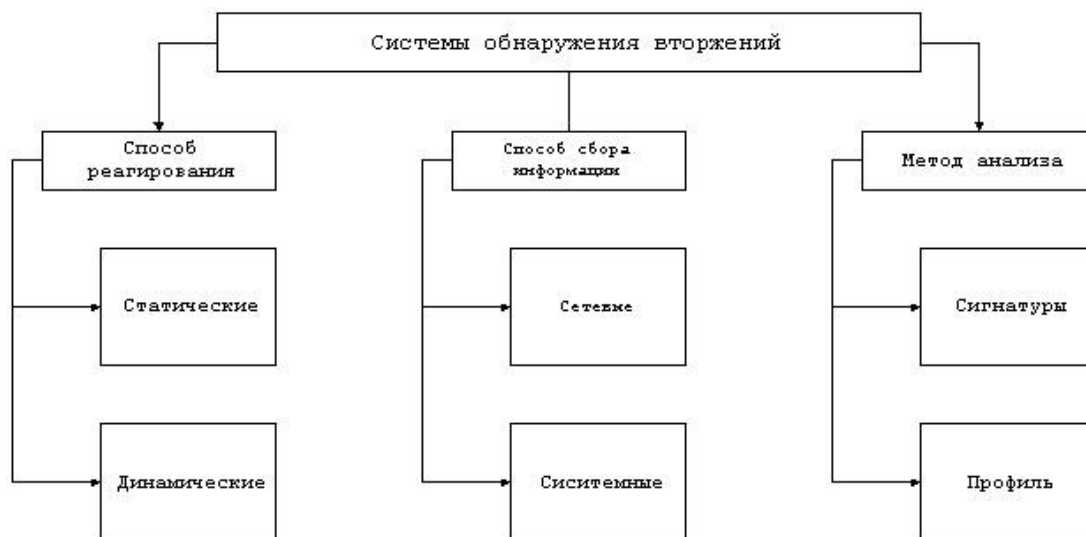 Системы обнаружения вторжений
Способ
реагирования
Способ сбора
информации
Метод анализа
Статические
Сетевые
Сигнатуры
Динамические
Сиситемные
Профиль